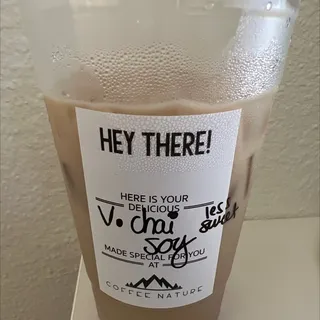 HEY THERE!
HERE IS YOUR
DELICIOUS
V. chai less
sweet
soy
MADE SPECIAL FOR YOU
AT
COFFEE NATURE